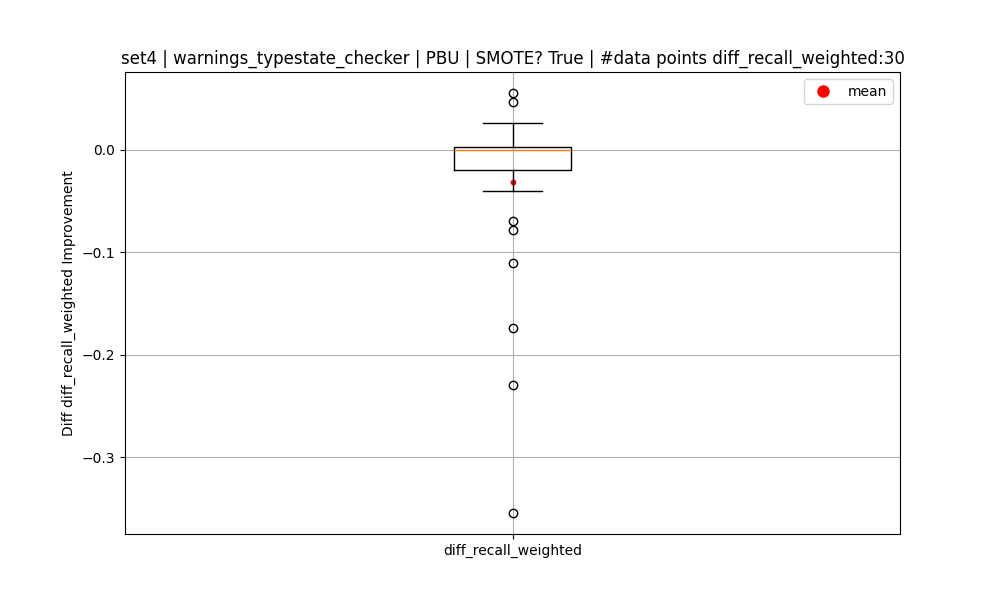 set4 | warnings_typestate_checker | PBU | SMOTE? True | #data points diff_recall_weighted:30
mean
0.0
−0.1
−0.2
−0.3
Diff diff_recall_weighted Improvement
diff_recall_weighted